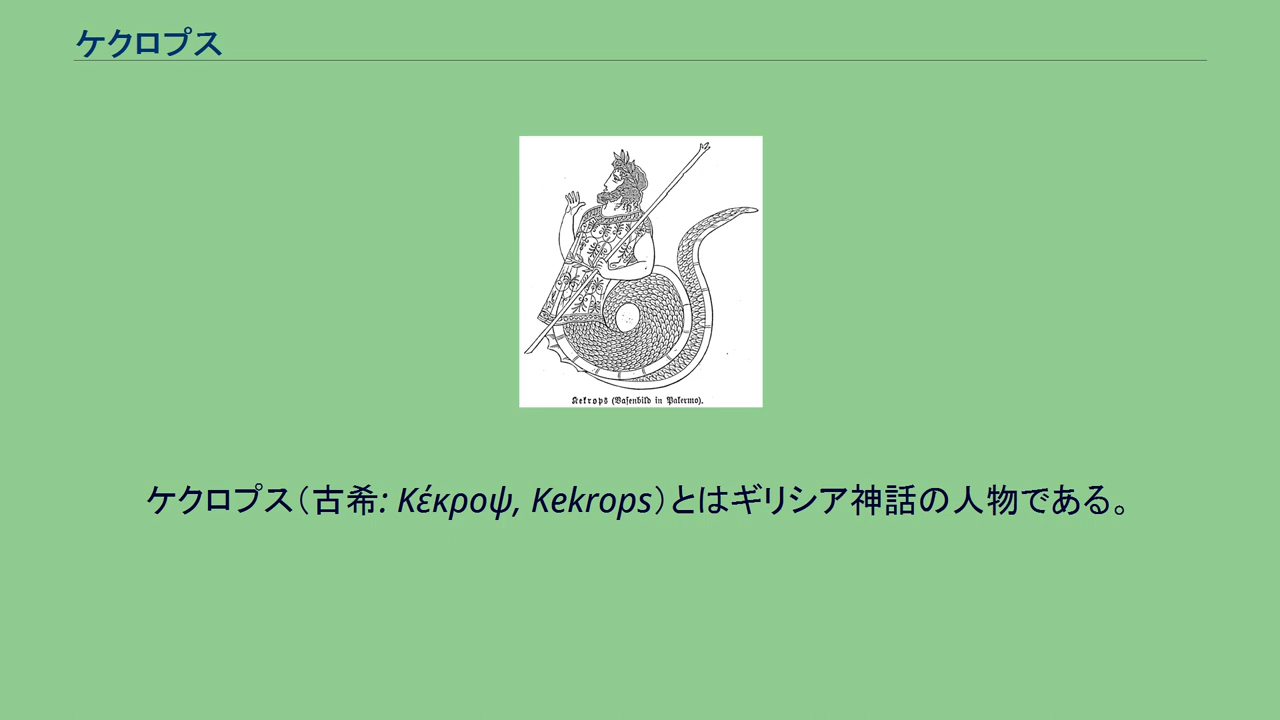 ケクロプス
Kekrops (Vasenbild in Palermo).
ケクロプス（古希: Κέκροψ, Kekrops）とはギリシア神話の人物である。